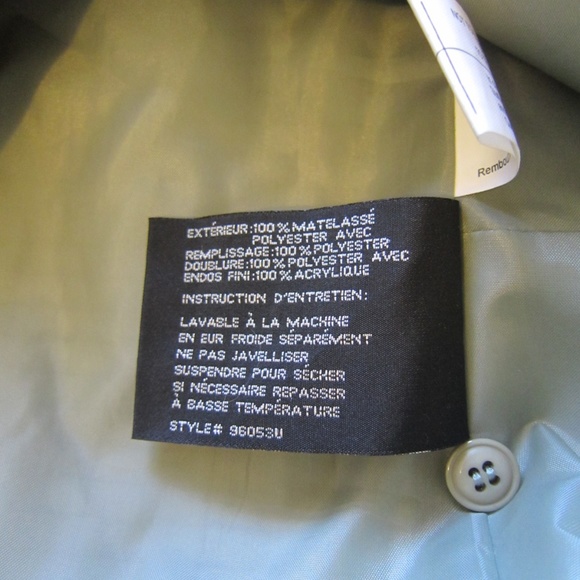 Rembou
EXTÉRIEUR:100% MATELASSÉ
POLYESTER AVEC
REMPLISSAGE:100% POLYESTER
DOUBLURE:100% POLYESTER AVEC
ENDOS FINI:100% ACRYLIQUE
INSTRUCTION D'ENTRETIEN:
LAVABLE À LA MACHINE
EN EUR FROIDE SÉPARÉMENT
NE PAS JAVELLISER
SUSPENDRE POUR SÉCHER
SI NÉCESSAIRE REPASSER
À BASSE TEMPÉRATURE
STYLE# 96053U